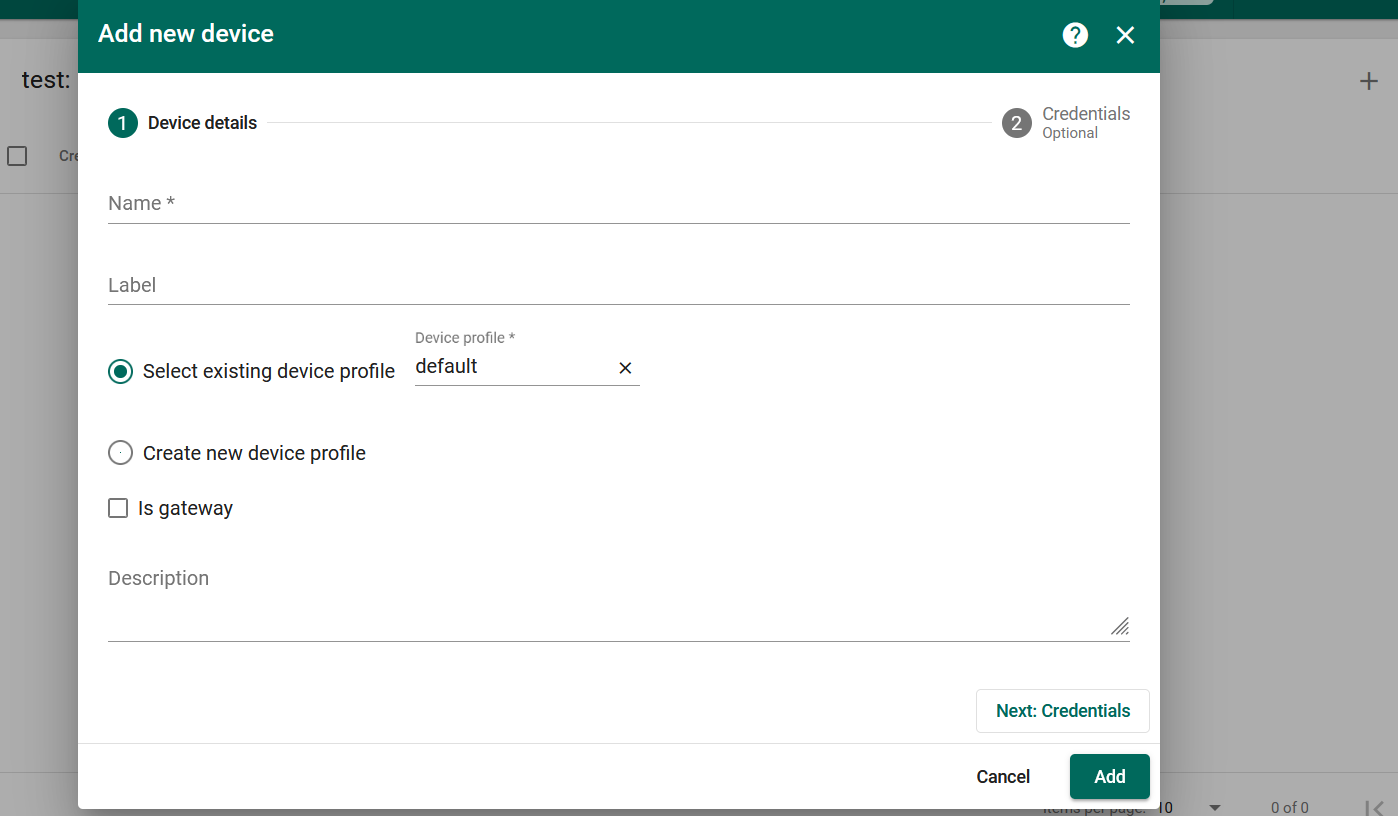 Add new device
?
test:
1 Device details
2 Credentials
Optional
Name *
Label
Device profile *
Select existing device profile default
Create new device profile
Is gateway
Description
Next: Credentials
Cancel Add
Items per page: 10 0 of 0